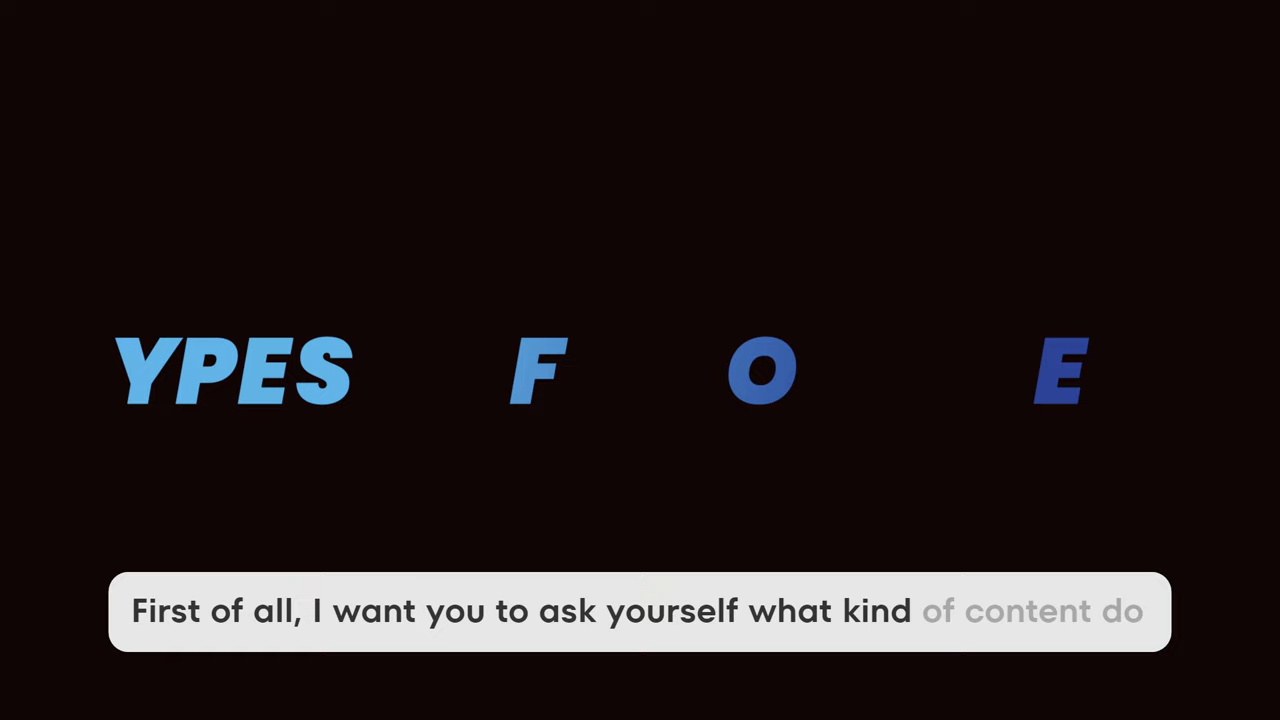 YPES F O E
First of all, I want you to ask yourself what kind of content do